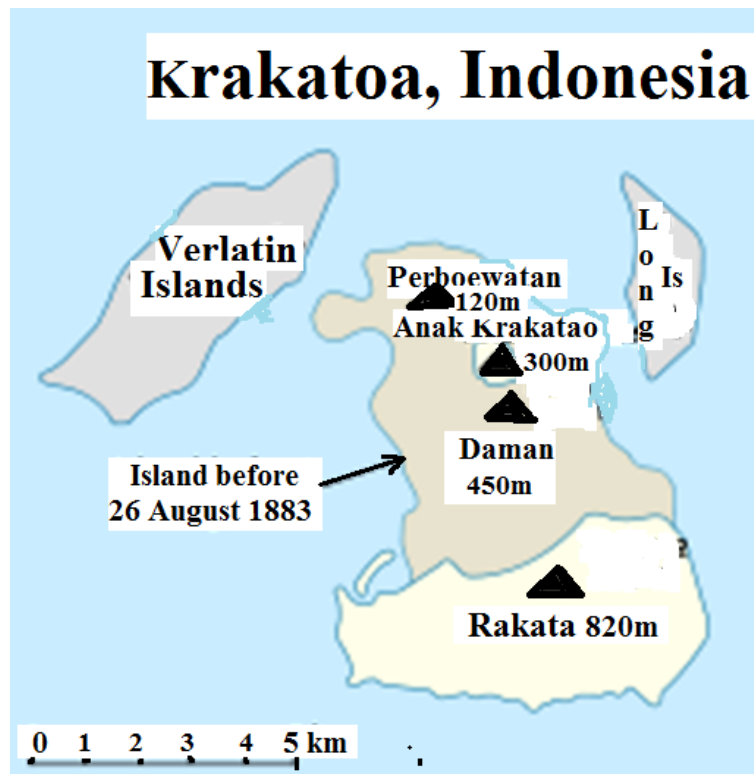 Krakatoa, Indonesia
Verlatin
Islands
Long
Is
Perboewatan
120m
Anak Krakatao
300m
Daman
450m
Island before
26 August 1883
Rakata 820m
0 1 2 3 4 5 km